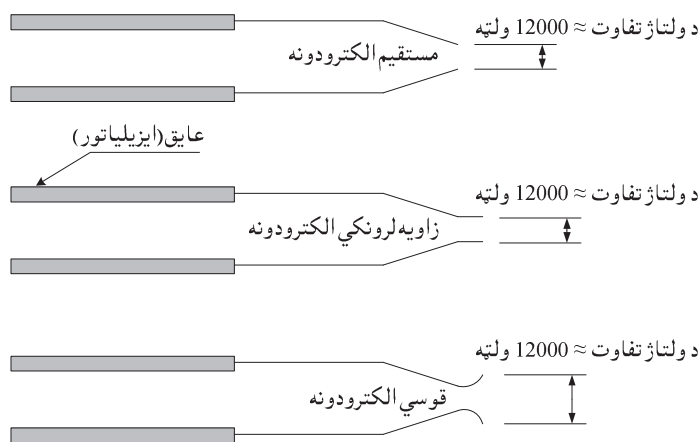 د ولتاژ تفاوت ≈ 12000 ولټه
مستقیم الکترودونه
عایق(ایزیلیاتور)
د ولتاژ تفاوت ≈ 12000 ولټه
زاویه لرونکي الکترودونه
د ولتاژ تفاوت ≈ 12000 ولټه
قوسي الکترودونه